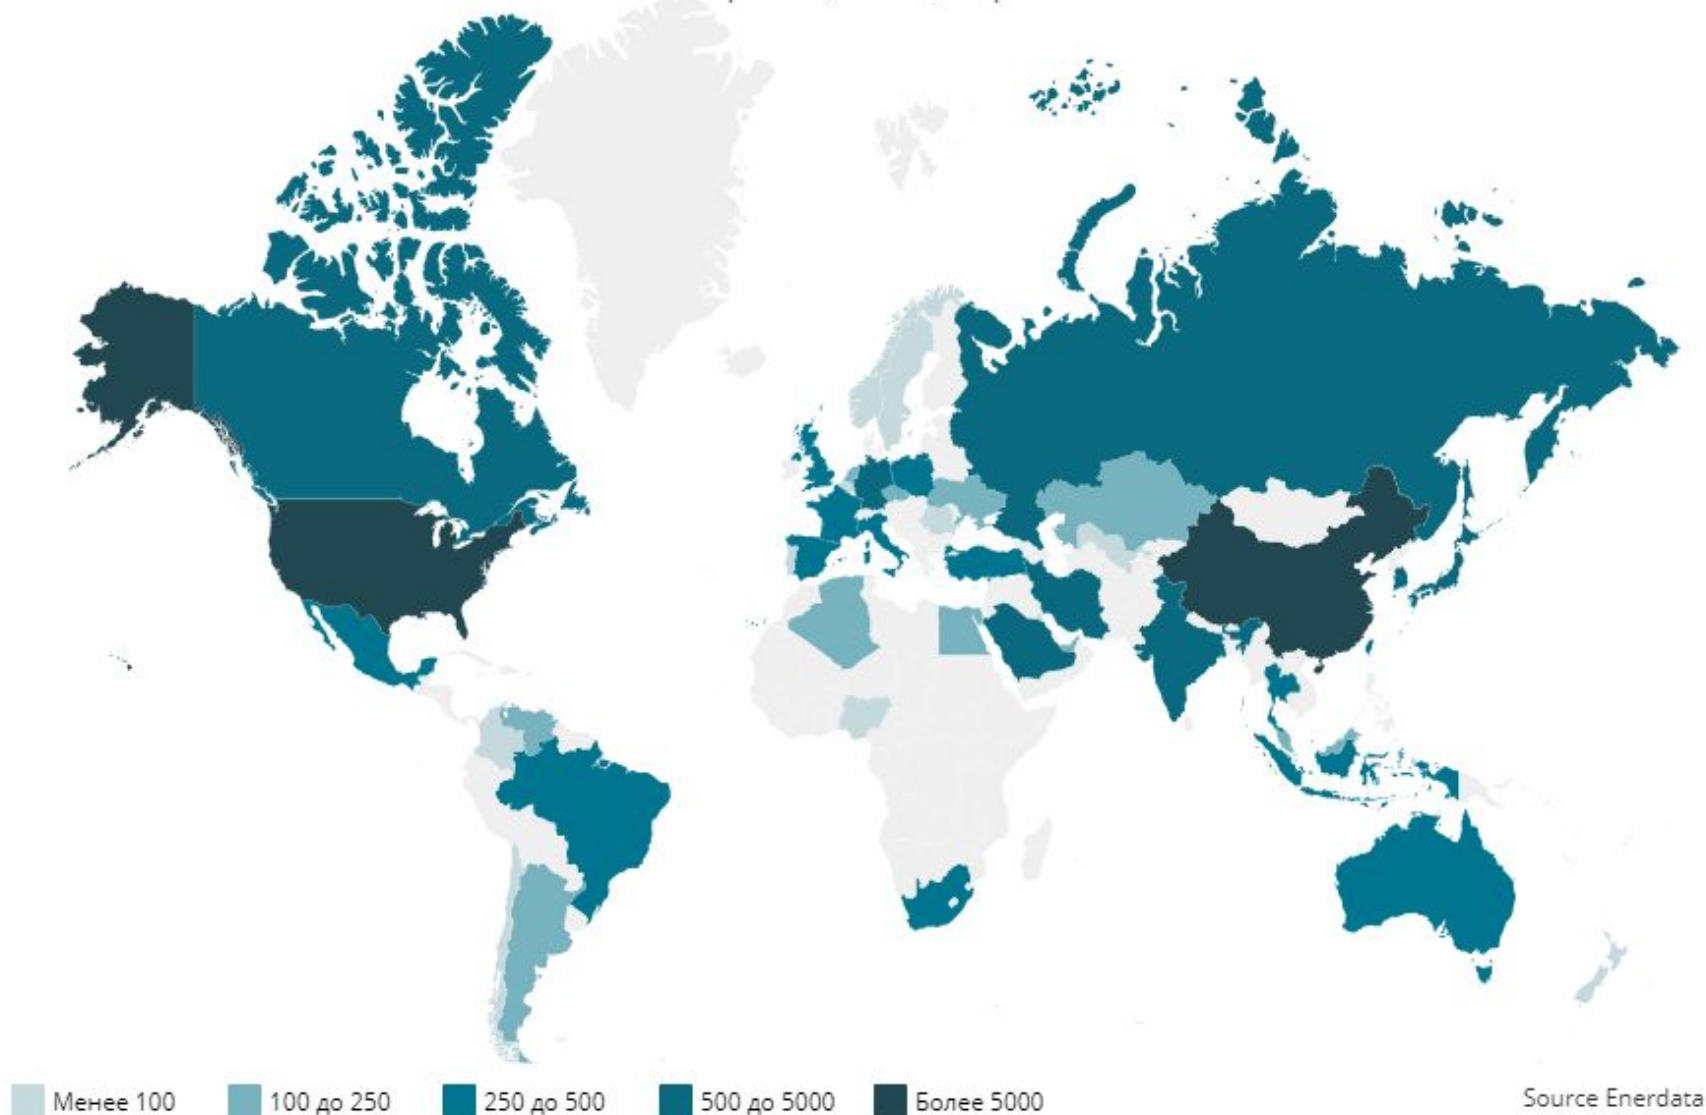 Менее 100
100 до 250
250 до 500
500 до 5000
Более 5000
Source Enerdata